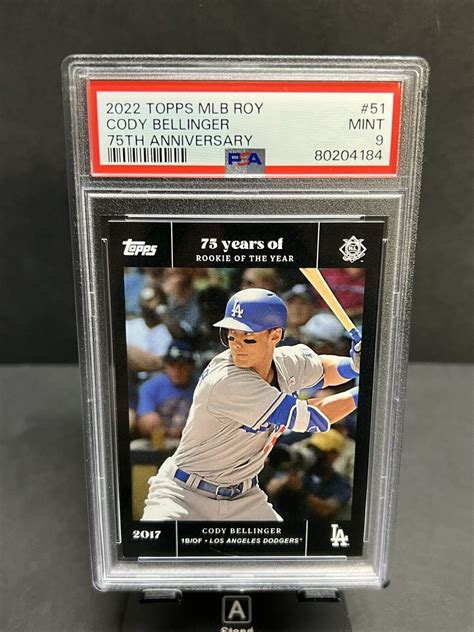 2022 TOPPS MLB ROY #51
CODY BELLINGER MINT
75TH ANNIVERSARY 9
PSA 80204184
Topps
75 years of
ROOKIE OF THE YEAR
LA
CODY BELLINGER
2017
1B/OF • LOS ANGELES DODGERS®
LA
A
Stand